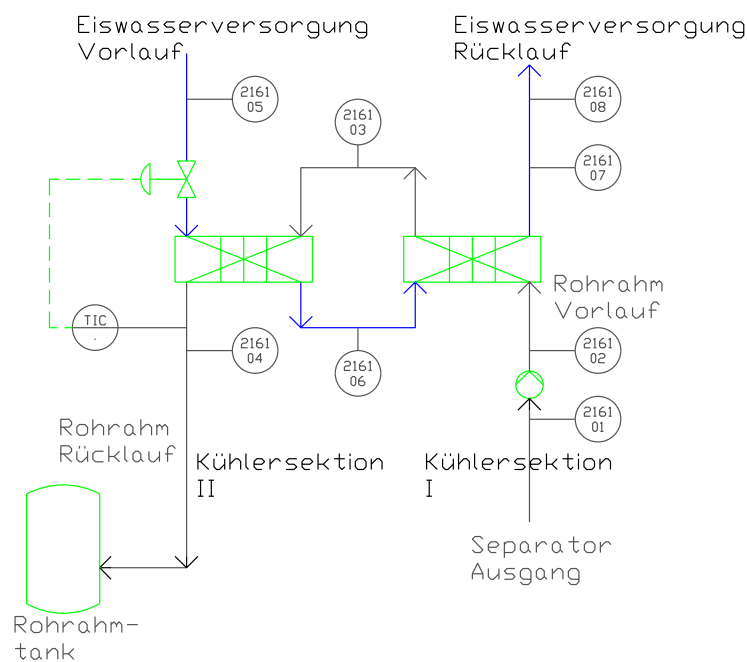 Eiswasserversorgung
Vorlauf
Eiswasserversorgung
Rücklauf
2161
05
2161
03
2161
08
2161
07
Rohrahm
Vorlauf
TIC
.
2161
04
2161
06
2161
02
2161
01
Rohrahm
Rücklauf
Kühlersektion
II
Kühlersektion
I
Separator
Ausgang
Rohrahm-
tank